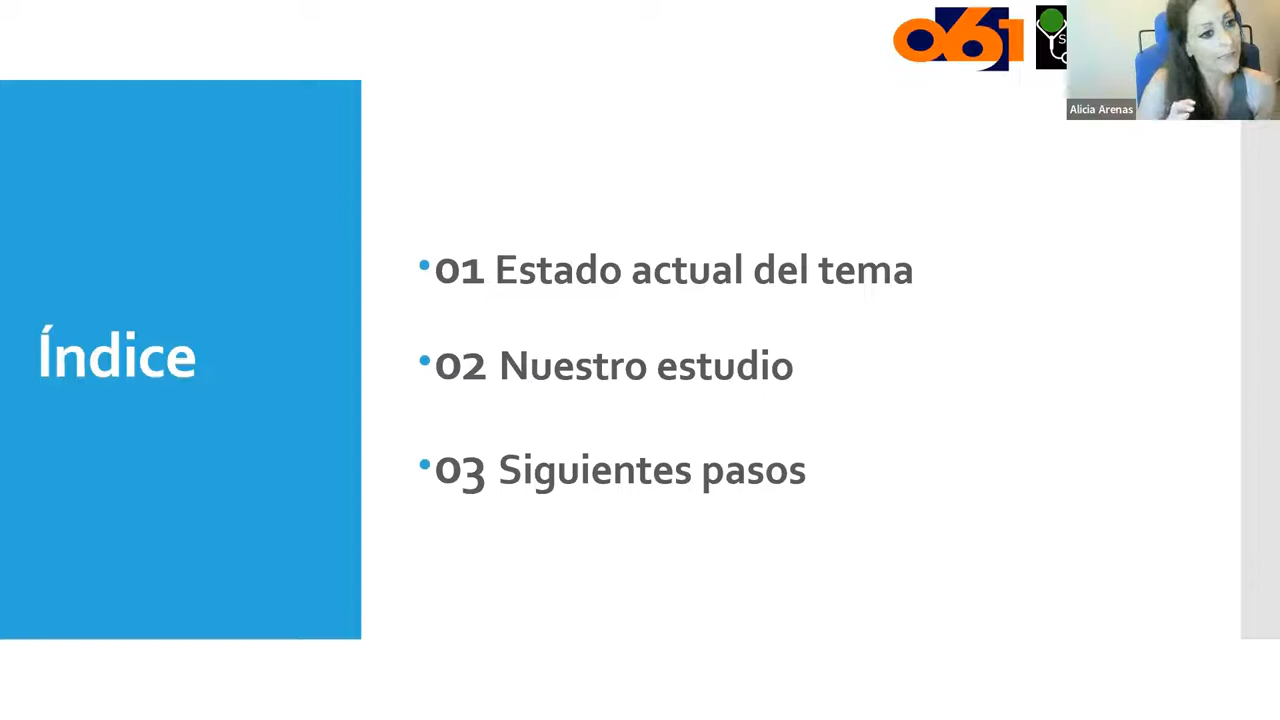 061
Alicia Arenas
Índice
•01 Estado actual del tema
•02 Nuestro estudio
•03 Siguientes pasos